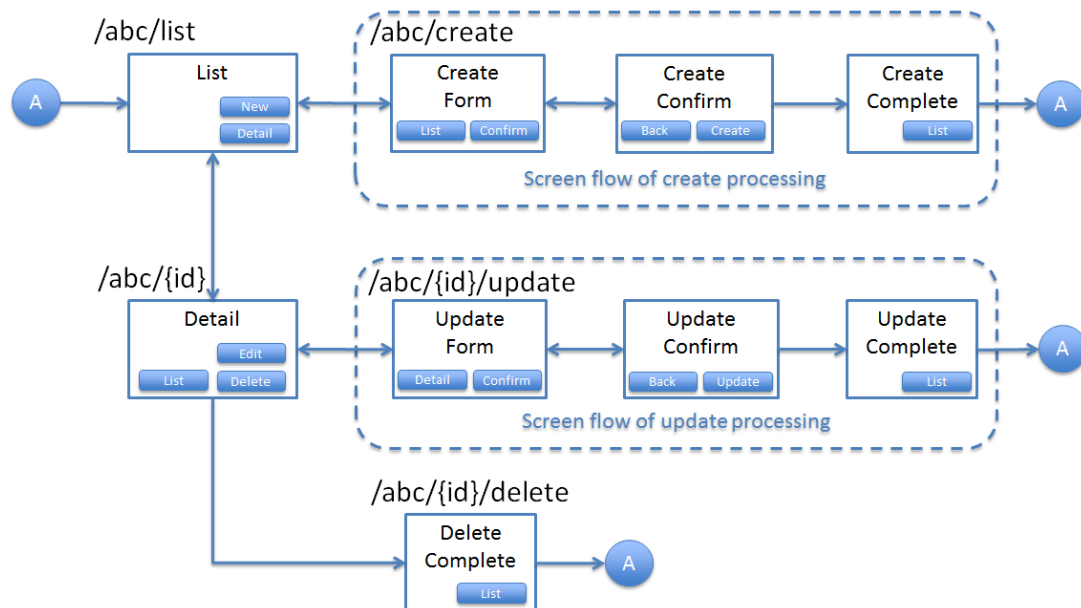 /abc/list
A
List
New
Detail
/abc/create
Create
Form
List
Confirm
Create
Confirm
Back
Create
Create
Complete
List
A
Screen flow of create processing
/abc/{id}
Detail
Edit
List
Delete
/abc/{id}/update
Update
Form
Detail
Confirm
Update
Confirm
Back
Update
Update
Complete
List
A
Screen flow of update processing
/abc/{id}/delete
Delete
Complete
List
A